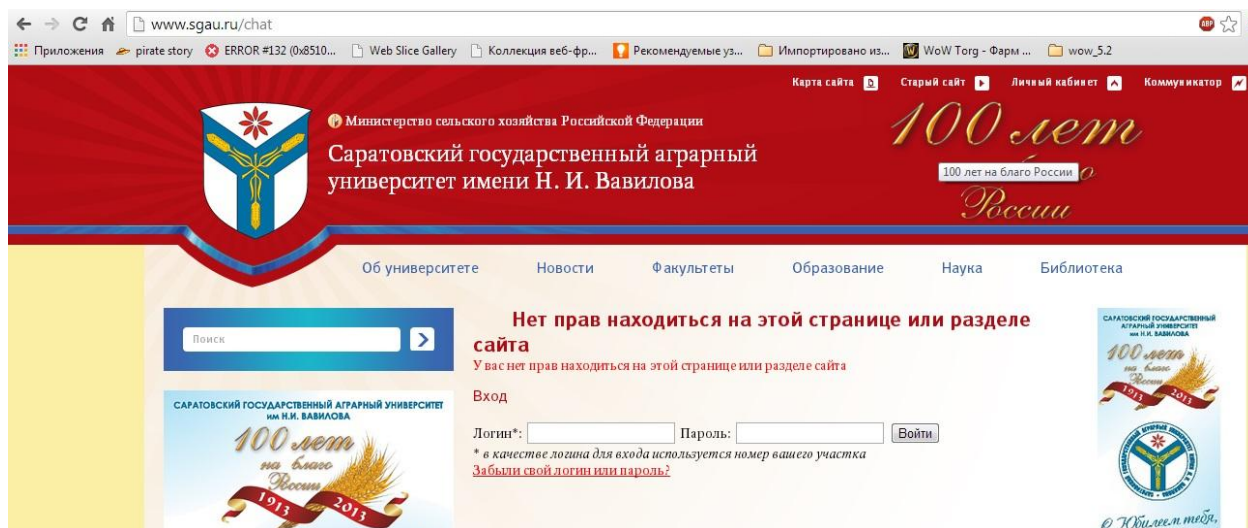 www.sgau.ru/chat
ABP
Приложения pirate story ERROR #132 (0x8510... Web Slice Gallery Коллекция веб-фр... Рекомендуемые уз... Импортировано из... WoW Torg - Фарм ... wow_5.2
Карта сайта Старый сайт Личный кабинет Коммуникатор
Министерство сельского хозяйства Российской Федерации
Саратовский государственный аграрный
университет имени Н. И. Вавилова
100 лет
100 лет на благо России
России
Об университете Новости Факультеты Образование Наука Библиотека
Поиск
Нет прав находиться на этой странице или разделе
сайта
У вас нет прав находиться на этой странице или разделе сайта
Вход
Логин*: Пароль: Войти
* в качестве логина для входа используется номер вашего участка
Забыли свой логин или пароль?
САРАТОВСКИЙ ГОСУДАРСТВЕННЫЙ АГРАРНЫЙ УНИВЕРСИТЕТ
ИМ Н.И. ВАВИЛОВА
100 лет
на благо
России
1913 2013
САРАТОВСКИЙ ГОСУДАРСТВЕННЫЙ
АГРАРНЫЙ УНИВЕРСИТЕТ
ИМ Н.И. ВАВИЛОВА
100 лет
на благо
России
1913 2013
С Юбилеем тебя,